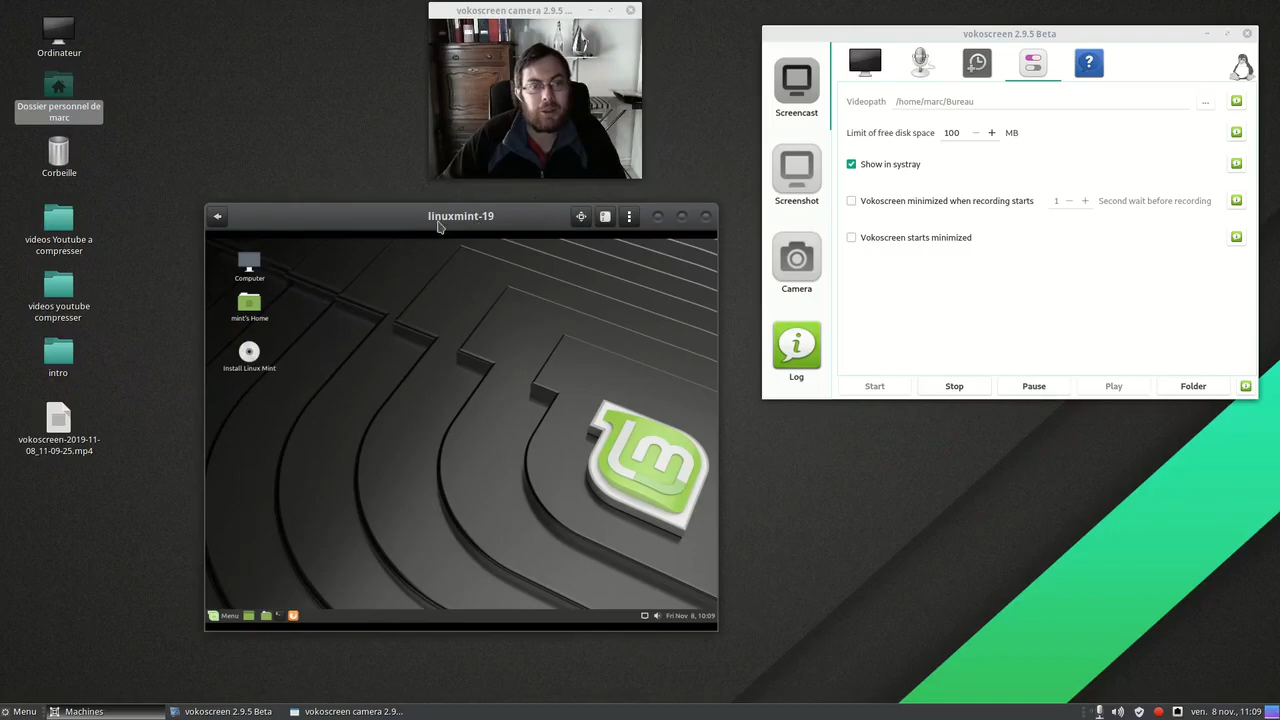 Ordinateur
Dossier personnel de
marc
Corbeille
videos Youtube a
compresser
videos youtube
compresser
intro
vokoscreen-2019-11-
08_11-09-25.mp4
vokoscreen camera 2.9.5 ...
linuxmint-19
Computer
mint's Home
Install Linux Mint
lm
Menu
Fri Nov 8, 10:09
vokoscreen 2.9.5 Beta
Screencast
Screenshot
Camera
Log
Videopath /home/marc/Bureau ...
Limit of free disk space 100 MB
Show in systray
Vokoscreen minimized when recording starts 1 Second wait before recording
Vokoscreen starts minimized
Start Stop Pause Play Folder
Menu Machines vokoscreen 2.9.5 Beta vokoscreen camera 2.9... ven. 8 nov., 11:09